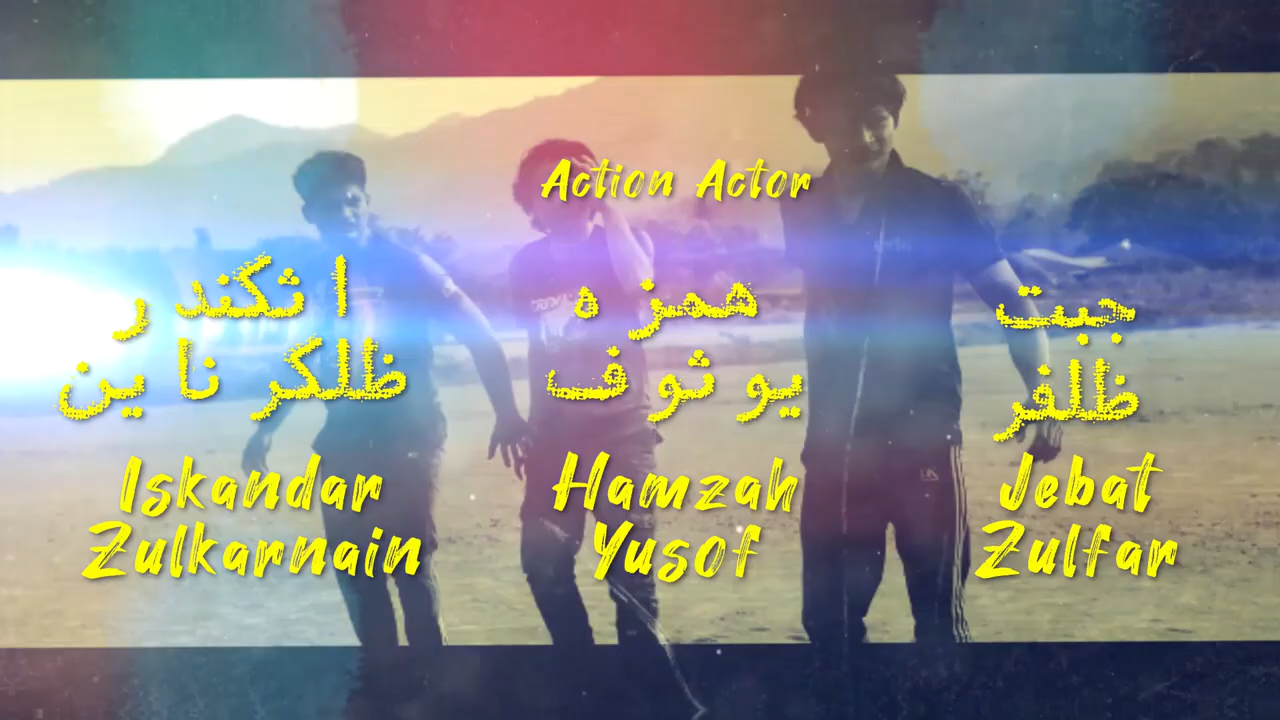 Action Actor
اثكندر
ظلكرناين
Iskandar
Zulkarnain
همزه
يوثوف
Hamzah
Yusof
جبت
ظلفر
Jebat
Zulfar